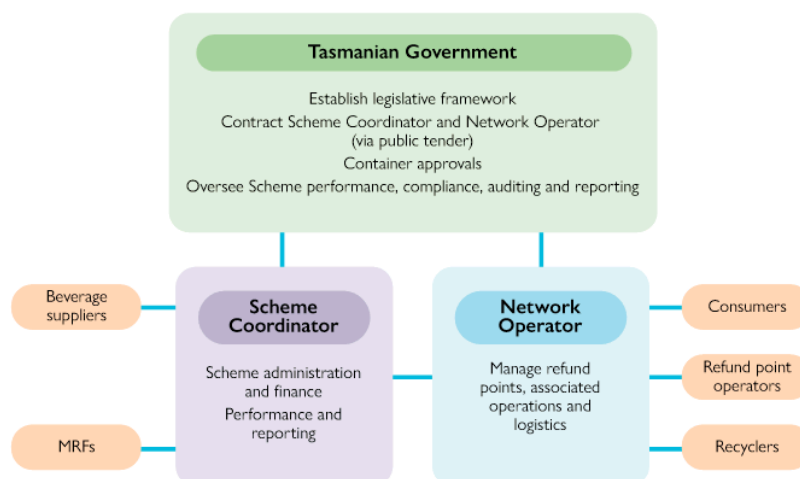 Tasmanian Government
Establish legislative framework
Contract Scheme Coordinator and Network Operator
(via public tender)
Container approvals
Oversee Scheme performance, compliance, auditing and reporting
Beverage
suppliers
MRFs
Scheme
Coordinator
Scheme administration
and finance
Performance and
reporting
Network
Operator
Manage refund
points, associated
operations and
logistics
Consumers
Refund point
operators
Recyclers